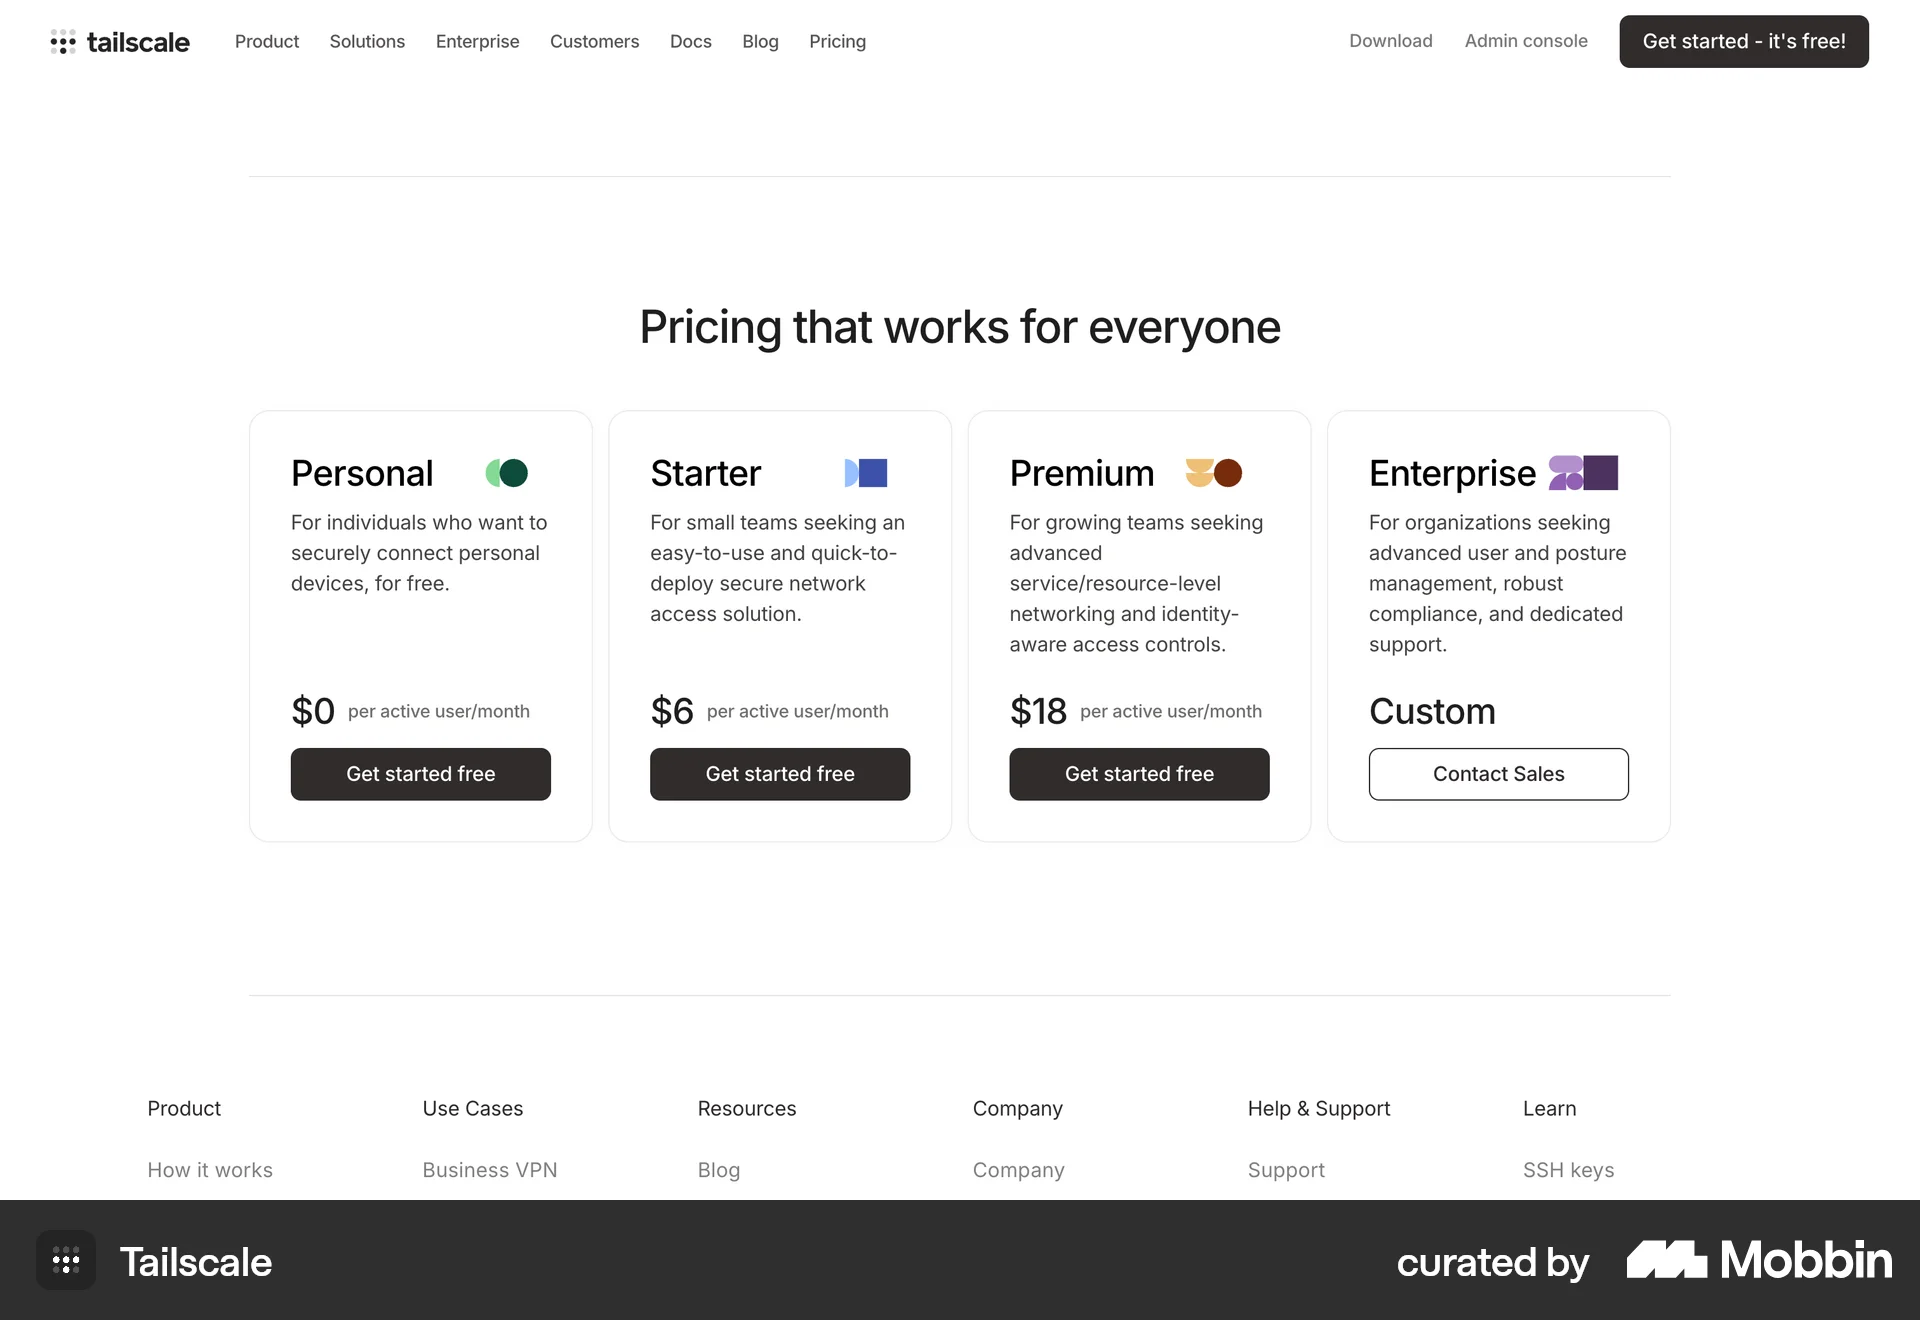 tailscale
Product
Solutions
Enterprise
Customers
Docs
Blog
Pricing
Download
Admin console
Get started - it's free!
Pricing that works for everyone
Personal
For individuals who want to
securely connect personal
devices, for free.
$0 per active user/month
Get started free
Starter
For small teams seeking an
easy-to-use and quick-to-
deploy secure network
access solution.
$6 per active user/month
Get started free
Premium
For growing teams seeking
advanced
service/resource-level
networking and identity-
aware access controls.
$18 per active user/month
Get started free
Enterprise
For organizations seeking
advanced user and posture
management, robust
compliance, and dedicated
support.
Custom
Contact Sales
Product
How it works
Use Cases
Business VPN
Resources
Blog
Company
Company
Help & Support
Support
Learn
SSH keys
Tailscale
curated by Mobbin